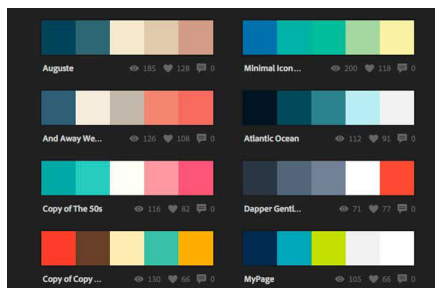 Auguste 185 128 0
Minimal Icon ... 200 118 0
And Away We... 126 108 0
Atlantic Ocean 112 91 0
Copy of The 50s 116 82 0
Dapper Gentl... 71 77 0
Copy of Copy ... 130 66 0
MyPage 105 66 0